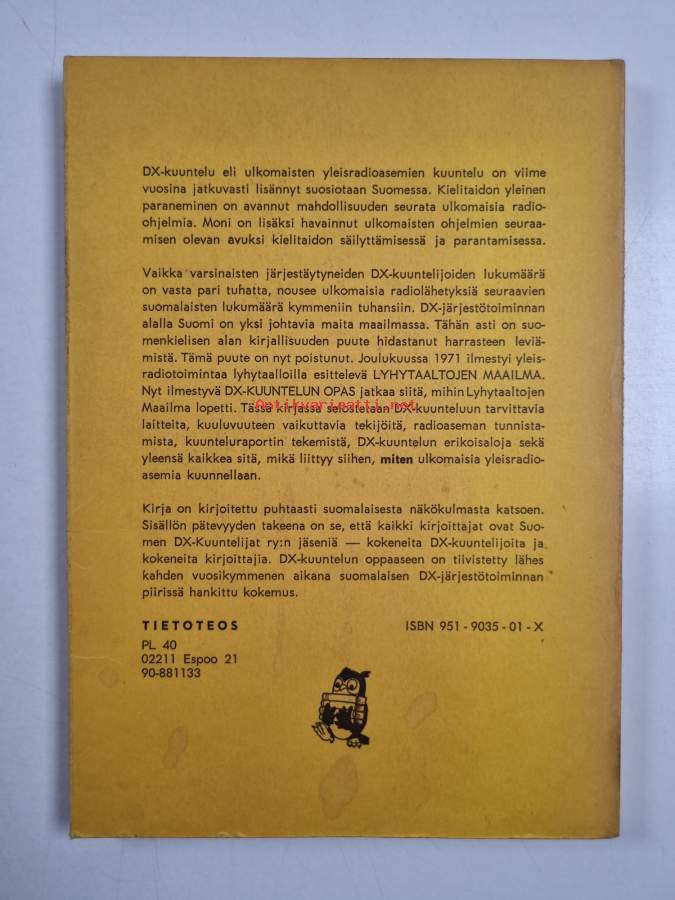 DX-kuuntelu eli ulkomaisten yleisradioasemien kuuntelu on viime
vuosina jatkuvasti lisännyt suosiotaan Suomessa. Kielitaidon yleinen
paraneminen on avannut mahdollisuuden seurata ulkomaisia radio-
ohjelmia. Moni on lisäksi havainnut ulkomaisten ohjelmien seuraa-
misen olevan avuksi kielitaidon säilyttämisessä ja parantamisessa.
Vaikka varsinaisten järjestäytyneiden DX-kuuntelijoiden lukumäärä
on vasta pari tuhatta, nousee ulkomaisia radiolähetyksiä seuraavien
suomalaisten lukumäärä kymmeniin tuhansiin. DX-järjestötoiminnan
alalla Suomi on yksi johtavia maita maailmassa. Tähän asti on suo-
menkielisen alan kirjallisuuden puute hidastanut harrasteen leviä-
mistä. Tämä puute on nyt poistunut. Joulukuussa 1971 ilmestyi yleis-
radiotoimintaa lyhytaalloilla esittelevä LYHYTAALTOJEN MAAILMA.
Nyt ilmestyvä DX-KUUNTELUN OPAS jatkaa siitä, mihin Lyhytaaltojen
Maailma lopetti. Tässä kirjassa selostetaan DX-kuunteluun tarvittavia
Antikvariaatti.net
laitteita, kuuluvuuteen vaikuttavia tekijöitä, radioaseman tunnista-
mista, kuunteluraportin tekemistä, DX-kuuntelun erikoisaloja sekä
yleensä kaikkea sitä, mikä liittyy siihen, miten ulkomaisia yleisradio-
asemia kuunnellaan.
Kirja on kirjoitettu puhtaasti suomalaisesta näkökulmasta katsoen.
Sisällön pätevyyden takeena on se, että kaikki kirjoittajat ovat Suo-
men DX-Kuuntelijat ry:n jäseniä — kokeneita DX-kuuntelijoita ja
kokeneita kirjoittajia. DX-kuuntelun oppaaseen on tiivistetty lähes
kahden vuosikymmenen aikana suomalaisen DX-järjestötoiminnan
piirissä hankittu kokemus.
TIETOTEOS ISBN 951 - 9035 - 01 - X
PL 40
02211 Espoo 21
90-881133